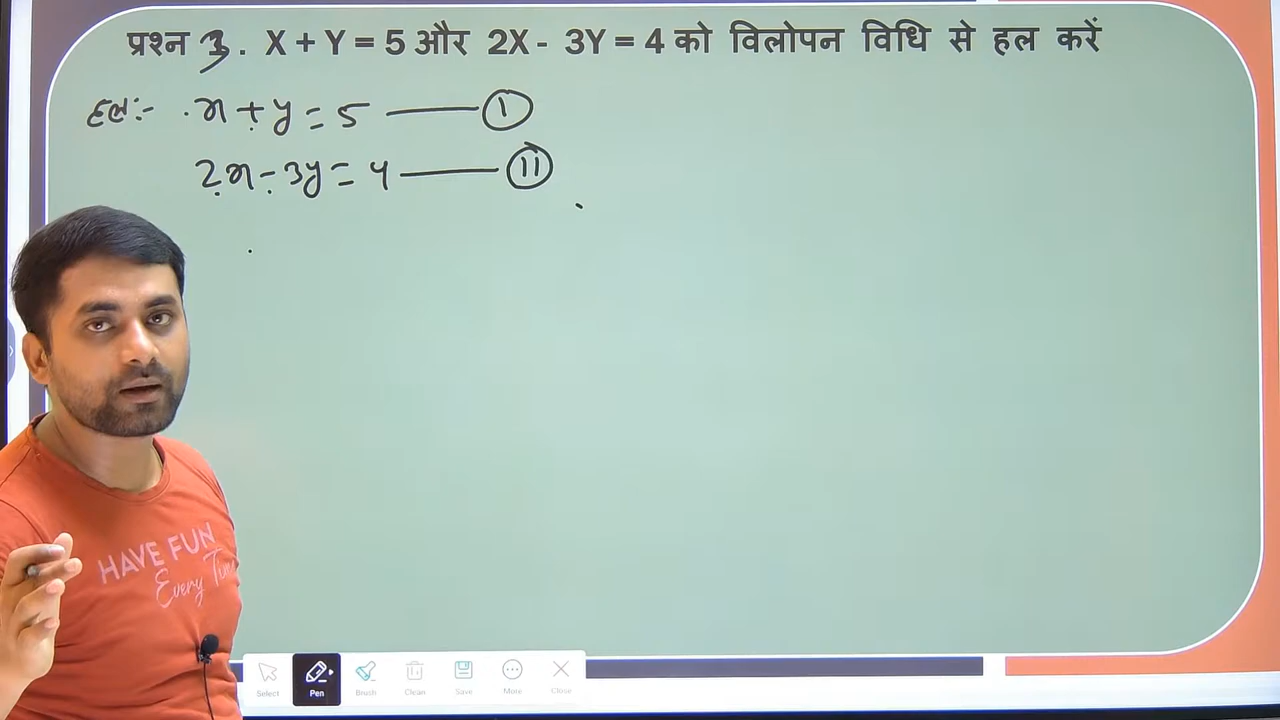 प्रश्न 3. X + Y = 5 और 2X - 3Y = 4 को विलोपन विधि से हल करें
हल:- x + y = 5 —— I
2x - 3y = 4 —— II
HAVE FUN
Every Time
Select Pen Brush Clean Save More Close